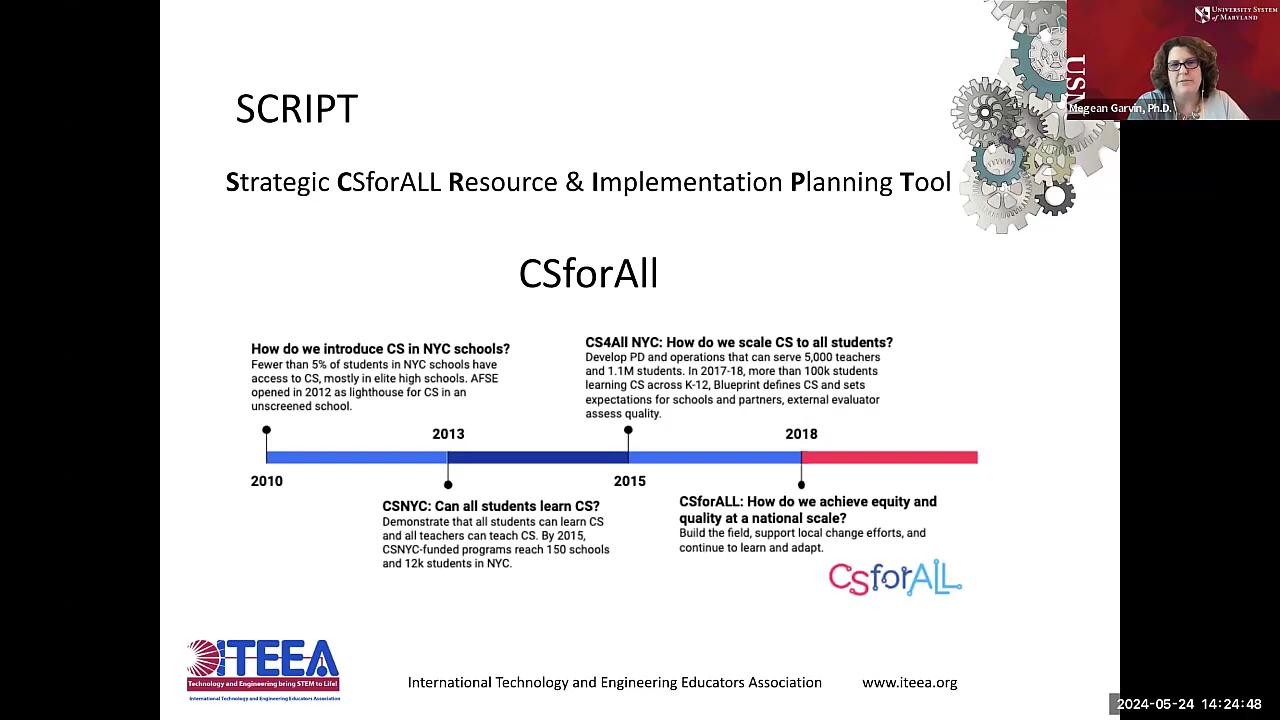 UNIVERSITY SYSTEM
of MARYLAND
Megean Garvin, Ph.D.
SCRIPT
Strategic CSforALL Resource & Implementation Planning Tool
CSforAll
How do we introduce CS in NYC schools?
Fewer than 5% of students in NYC schools have
access to CS, mostly in elite high schools. AFSE
opened in 2012 as lighthouse for CS in an
unscreened school.
CS4All NYC: How do we scale CS to all students?
Develop PD and operations that can serve 5,000 teachers
and 1.1M students. In 2017-18, more than 100k students
learning CS across K-12, Blueprint defines CS and sets
expectations for schools and partners, external evaluator
assess quality.
2013
2018
2010
2015
CSNYC: Can all students learn CS?
Demonstrate that all students can learn CS
and all teachers can teach CS. By 2015,
CSNYC-funded programs reach 150 schools
and 12k students in NYC.
CSforALL: How do we achieve equity and
quality at a national scale?
Build the field, support local change efforts, and
continue to learn and adapt.
CSforALL
ITEEA
Technology and Engineering bring STEM to Life!
International Technology and Engineering Educators Association
International Technology and Engineering Educators Association www.iteea.org
2024-05-24 14:24:48